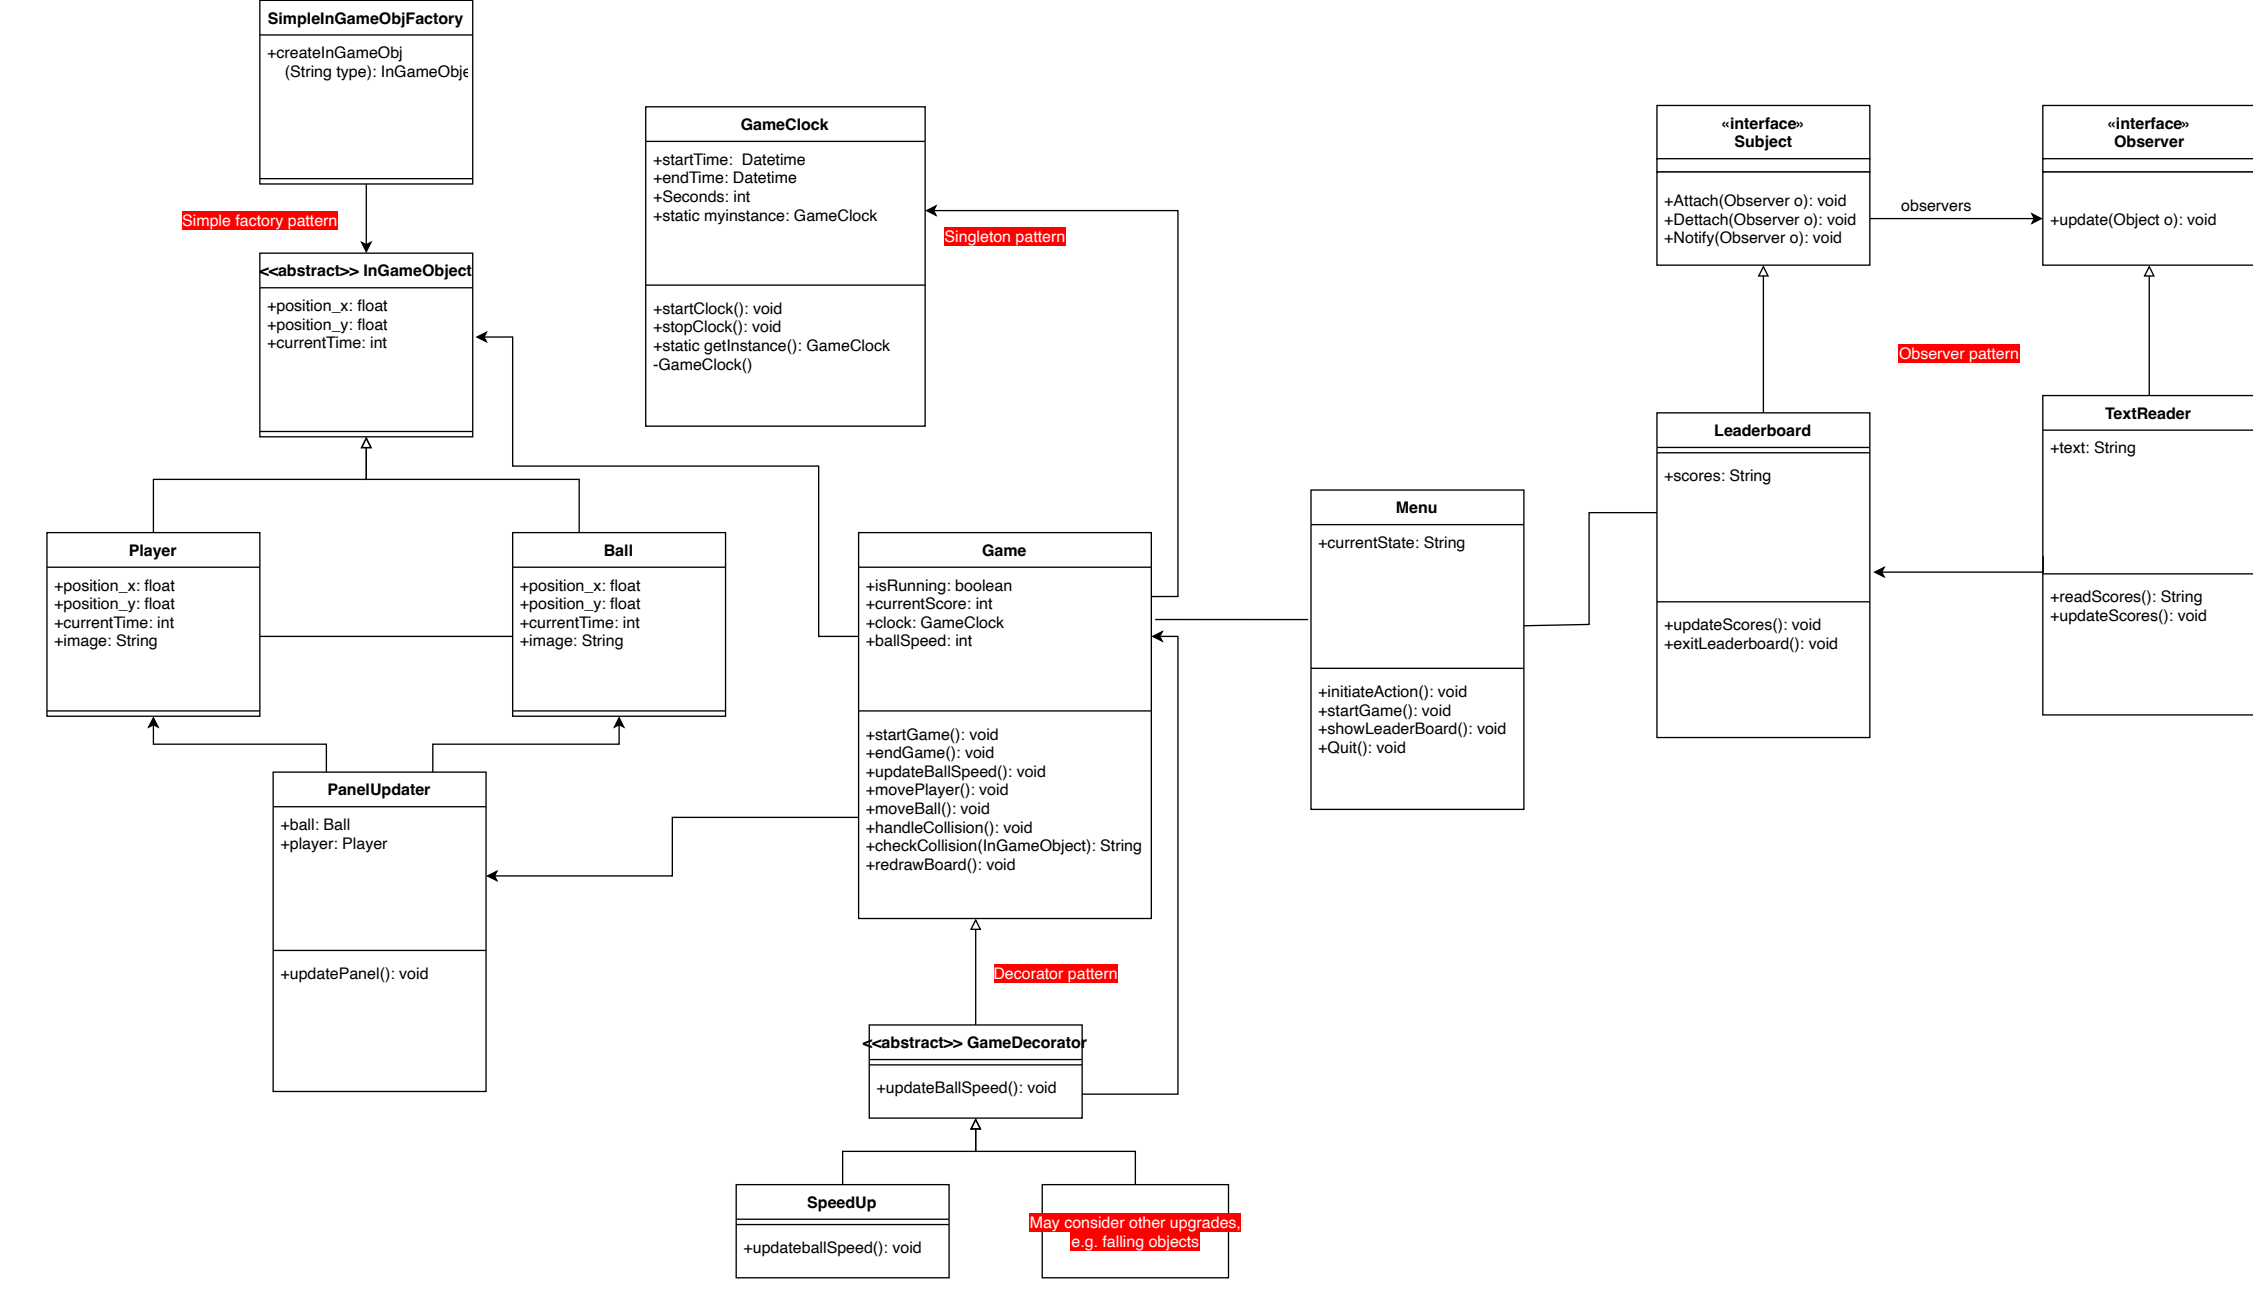 SimpleInGameObjFactory
+createInGameObj
(String type): InGameObje
Simple factory pattern
<<abstract>> InGameObject
+position_x: float
+position_y: float
+currentTime: int
GameClock
+startTime:  Datetime
+endTime: Datetime
+Seconds: int
+static myinstance: GameClock
+startClock(): void
+stopClock(): void
+static getInstance(): GameClock
-GameClock()
Singleton pattern
«interface»
Subject
+Attach(Observer o): void
+Dettach(Observer o): void
+Notify(Observer o): void
observers
«interface»
Observer
+update(Object o): void
Observer pattern
Player
+position_x: float
+position_y: float
+currentTime: int
+image: String
Ball
+position_x: float
+position_y: float
+currentTime: int
+image: String
Game
+isRunning: boolean
+currentScore: int
+clock: GameClock
+ballSpeed: int
+startGame(): void
+endGame(): void
+updateBallSpeed(): void
+movePlayer(): void
+moveBall(): void
+handleCollision(): void
+checkCollision(InGameObject): String
+redrawBoard(): void
Menu
+currentState: String
+initiateAction(): void
+startGame(): void
+showLeaderBoard(): void
+Quit(): void
Leaderboard
+scores: String
+updateScores(): void
+exitLeaderboard(): void
TextReader
+text: String
+readScores(): String
+updateScores(): void
PanelUpdater
+ball: Ball
+player: Player
+updatePanel(): void
Decorator pattern
<<abstract>> GameDecorator
+updateBallSpeed(): void
SpeedUp
+updateballSpeed(): void
May consider other upgrades,
e.g. falling objects